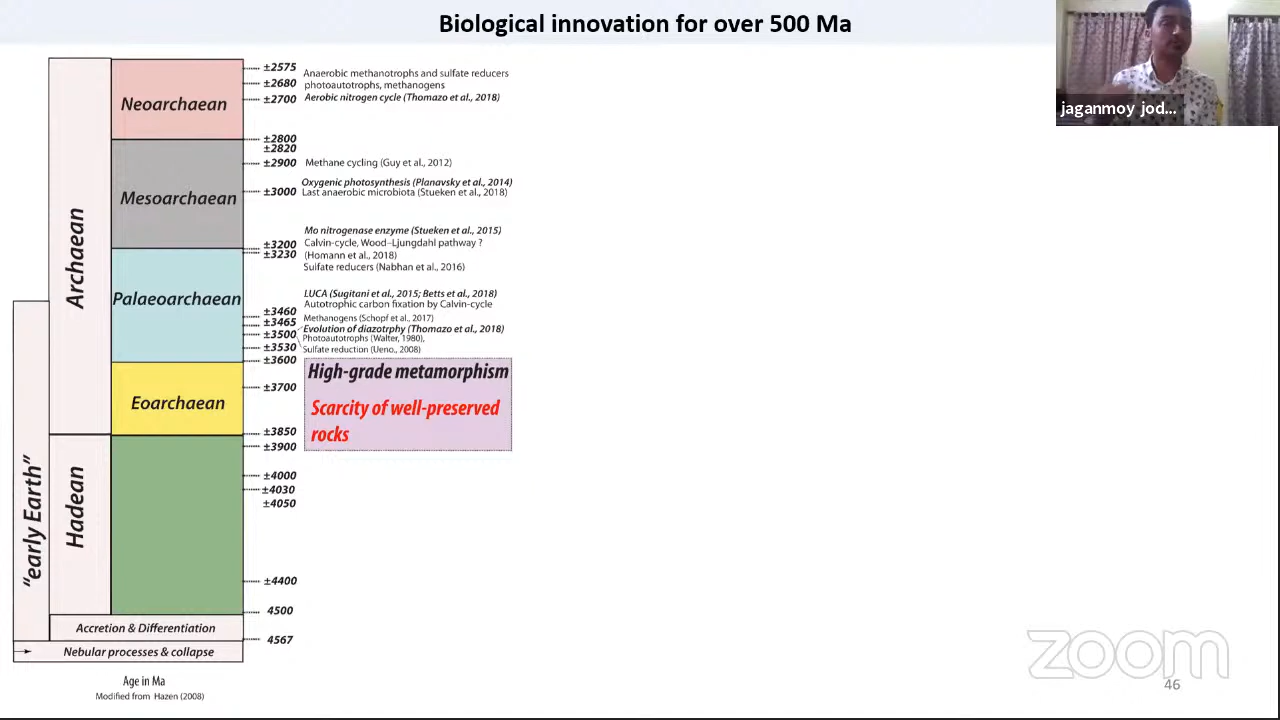 Biological innovation for over 500 Ma
jaganmoy jod...
Archaean
Neoarchaean
Mesoarchaean
Palaeoarchaean
Eoarchaean
Hadean
"early Earth"
±2575
±2680
±2700
±2800
±2820
±2900
±3000
±3200
±3230
±3460
±3465
±3500
±3530
±3600
±3700
±3850
±3900
±4000
±4030
±4050
±4400
4500
4567
Anaerobic methanotrophs and sulfate reducers
photoautotrophs, methanogens
Aerobic nitrogen cycle (Thomazo et al., 2018)
Methane cycling (Guy et al., 2012)
Oxygenic photosynthesis (Planavsky et al., 2014)
Last anaerobic microbiota (Stueken et al., 2018)
Mo nitrogenase enzyme (Stueken et al., 2015)
Calvin-cycle, Wood–Ljungdahl pathway ?
(Homann et al., 2018)
Sulfate reducers (Nabhan et al., 2016)
LUCA (Sugitani et al., 2015; Betts et al., 2018)
Autotrophic carbon fixation by Calvin-cycle
Methanogens (Schopf et al., 2017)
Evolution of diazotrphy (Thomazo et al., 2018)
Photoautotrophs (Walter, 1980),
Sulfate reduction (Ueno., 2008)
High-grade metamorphism
Scarcity of well-preserved
rocks
Accretion & Differentiation
Nebular processes & collapse
Age in Ma
Modified from Hazen (2008)
zoom
46